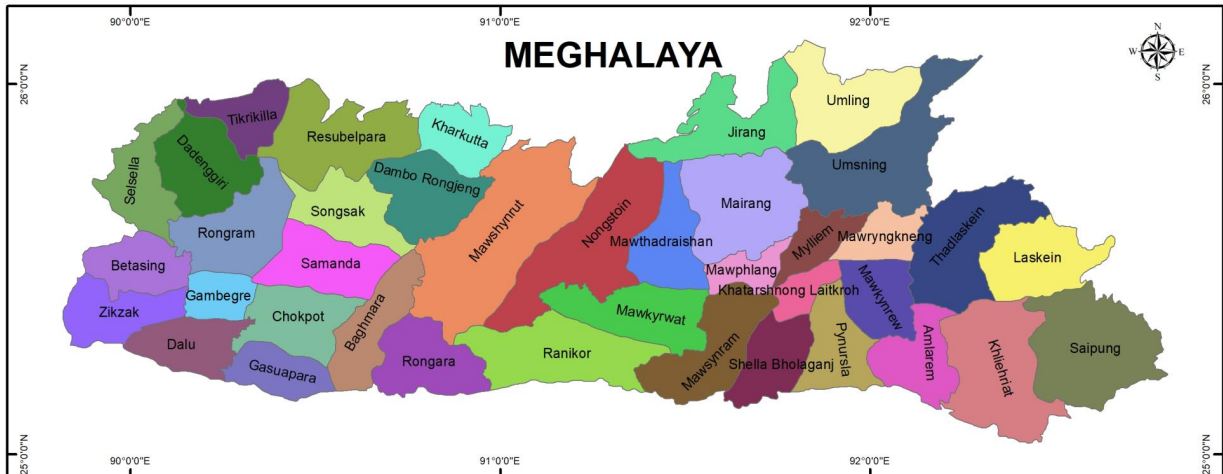 90°0'0"E
91°0'0"E
92°0'0"E
MEGHALAYA
N
W
E
S
26°0'0"N
26°0'0"N
Umling
Tikrikilla
Resubelpara
Kharkutta
Jirang
Dadenggiri
Selsella
Dambo Rongjeng
Umsning
Songsak
Mairang
Rongram
Mawshynrut
Nongstoin
Mawthadraishan
Mylliem
Mawryngkneng
Thadlaskein
Laskein
Betasing
Samanda
Mawphlang
Khatarshnong Laitkroh
Gambegre
Zikzak
Chokpot
Baghmara
Mawkyrwat
Mawkynrew
Dalu
Gasuapara
Rongara
Ranikor
Mawsynram
Shella Bholaganj
Pynursla
Amlarem
Khliehriat
Saipung
25°0'0"N
25°0'0"N
90°0'0"E
91°0'0"E
92°0'0"E